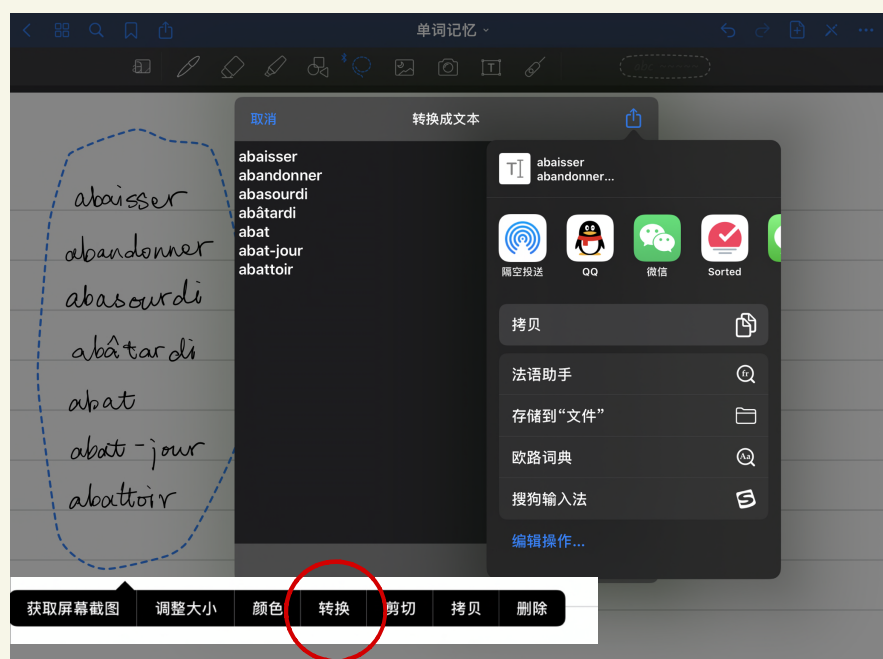 单词记忆
取消
转换成文本
abaisser
abandonner
abasourdi
abâtardi
abat
abat-jour
abattoir
abaisser
abandonner
abasourdi
abâtardi
abat
abat-jour
abattoir
abaisser
abandonner...
隔空投送 QQ 微信 Sorted
拷贝
法语助手
存储到“文件”
欧路词典
搜狗输入法
编辑操作...
获取屏幕截图 调整大小 颜色 转换 剪切 拷贝 删除